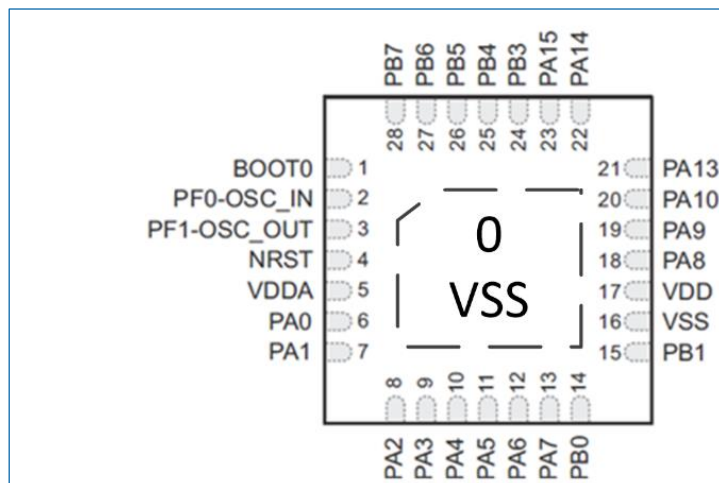 PB7
PB6
PB5
PB4
PB3
PA15
PA14
28
27
26
25
24
23
22
BOOT0 1
PF0-OSC_IN 2
PF1-OSC_OUT 3
NRST 4
VDDA 5
PA0 6
PA1 7
0
VSS
21 PA13
20 PA10
19 PA9
18 PA8
17 VDD
16 VSS
15 PB1
8
9
10
11
12
13
14
PA2
PA3
PA4
PA5
PA6
PA7
PB0